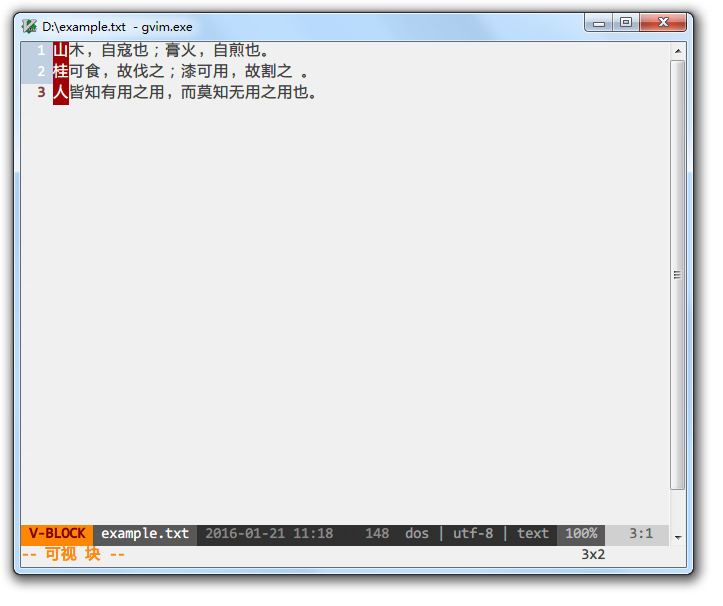 D:\example.txt - gvim.exe
1 山木，自寇也；膏火，自煎也。
2 桂可食，故伐之；漆可用，故割之 。
3 人皆知有用之用，而莫知无用之用也。
V-BLOCK example.txt 2016-01-21 11:18 148 dos | utf-8 | text 100% 3:1
-- 可视 块 -- 3x2